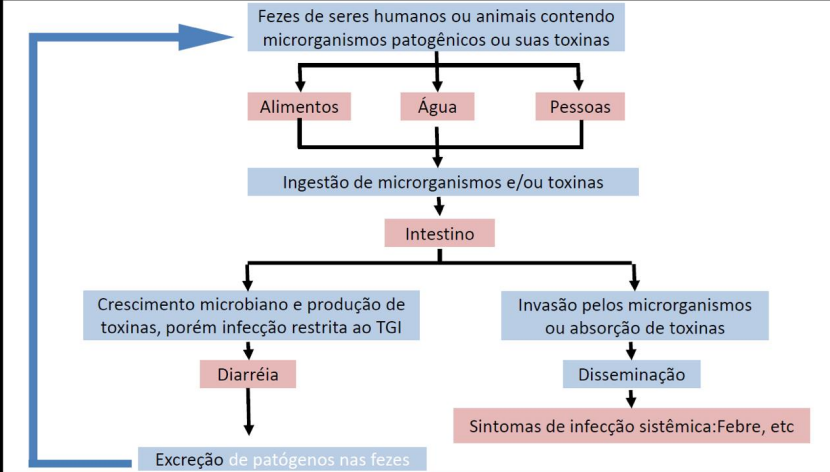 Fezes de seres humanos ou animais contendo
microrganismos patogênicos ou suas toxinas
Alimentos
Água
Pessoas
Ingestão de microrganismos e/ou toxinas
Intestino
Crescimento microbiano e produção de
toxinas, porém infecção restrita ao TGI
Invasão pelos microrganismos
ou absorção de toxinas
Diarréia
Disseminação
Sintomas de infecção sistêmica:Febre, etc
Excreção de patógenos nas fezes